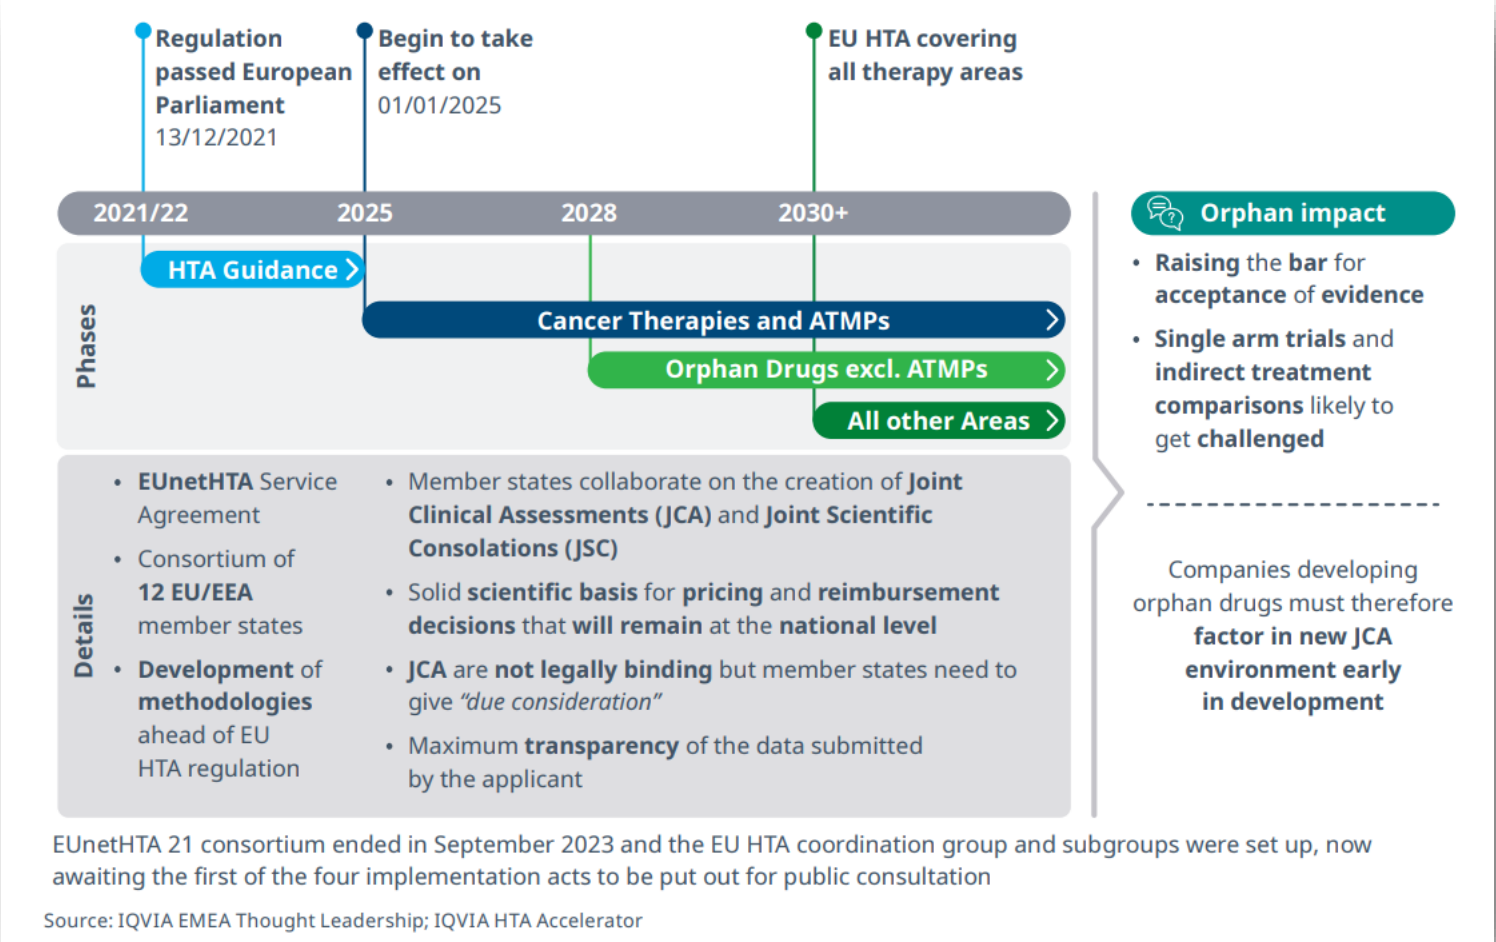 Regulation
passed European
Parliament
13/12/2021
Begin to take
effect on
01/01/2025
EU HTA covering
all therapy areas
2021/22
2025
2028
2030+
Phases
HTA Guidance
Cancer Therapies and ATMPs
Orphan Drugs excl. ATMPs
All other Areas
Details
• EUnetHTA Service
Agreement
• Consortium of
12 EU/EEA
member states
• Development of
methodologies
ahead of EU
HTA regulation
• Member states collaborate on the creation of Joint
Clinical Assessments (JCA) and Joint Scientific
Consolations (JSC)
• Solid scientific basis for pricing and reimbursement
decisions that will remain at the national level
• JCA are not legally binding but member states need to
give “due consideration”
• Maximum transparency of the data submitted
by the applicant
Orphan impact
• Raising the bar for
acceptance of evidence
• Single arm trials and
indirect treatment
comparisons likely to
get challenged
Companies developing
orphan drugs must therefore
factor in new JCA
environment early
in development
EUnetHTA 21 consortium ended in September 2023 and the EU HTA coordination group and subgroups were set up, now
awaiting the first of the four implementation acts to be put out for public consultation
Source: IQVIA EMEA Thought Leadership; IQVIA HTA Accelerator